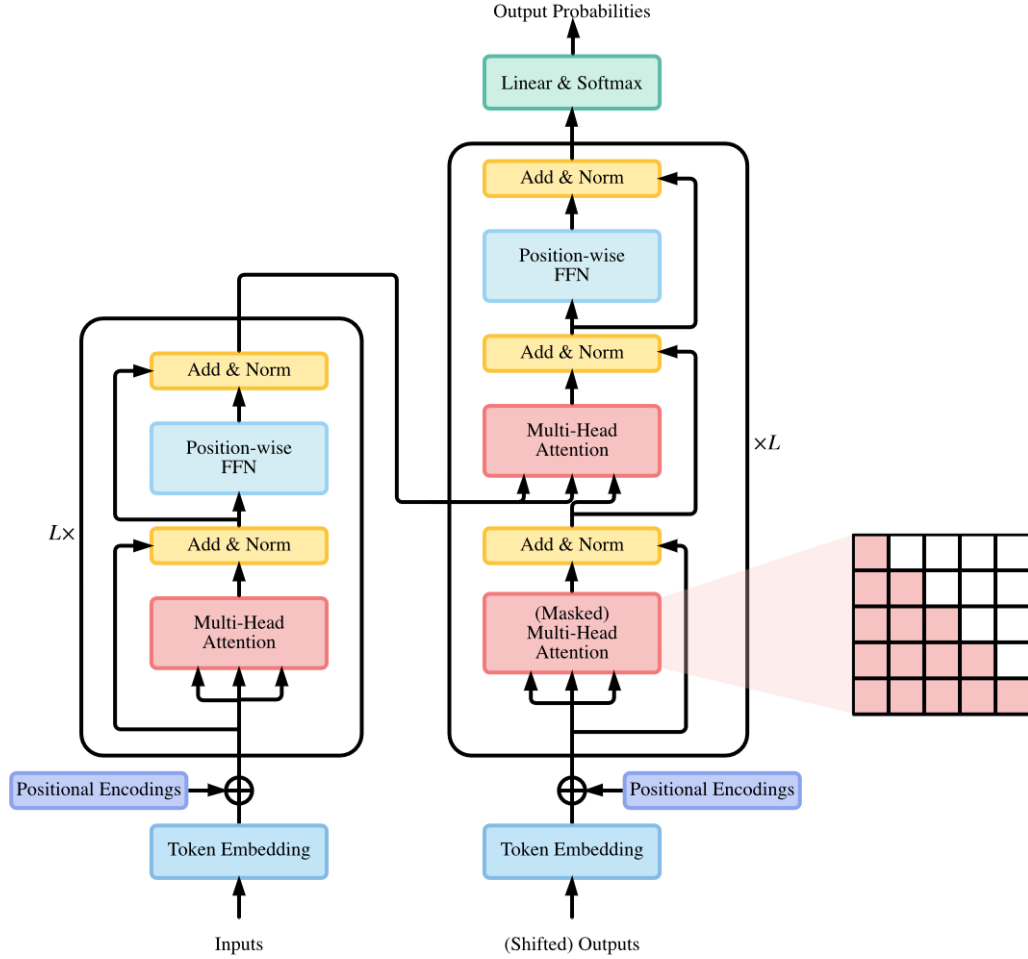 Output Probabilities
Linear & Softmax
Add & Norm
Position-wise
FFN
Add & Norm
Multi-Head
Attention
×L
Add & Norm
(Masked)
Multi-Head
Attention
Positional Encodings
Token Embedding
(Shifted) Outputs
Add & Norm
Position-wise
FFN
L×
Add & Norm
Multi-Head
Attention
Positional Encodings
Token Embedding
Inputs